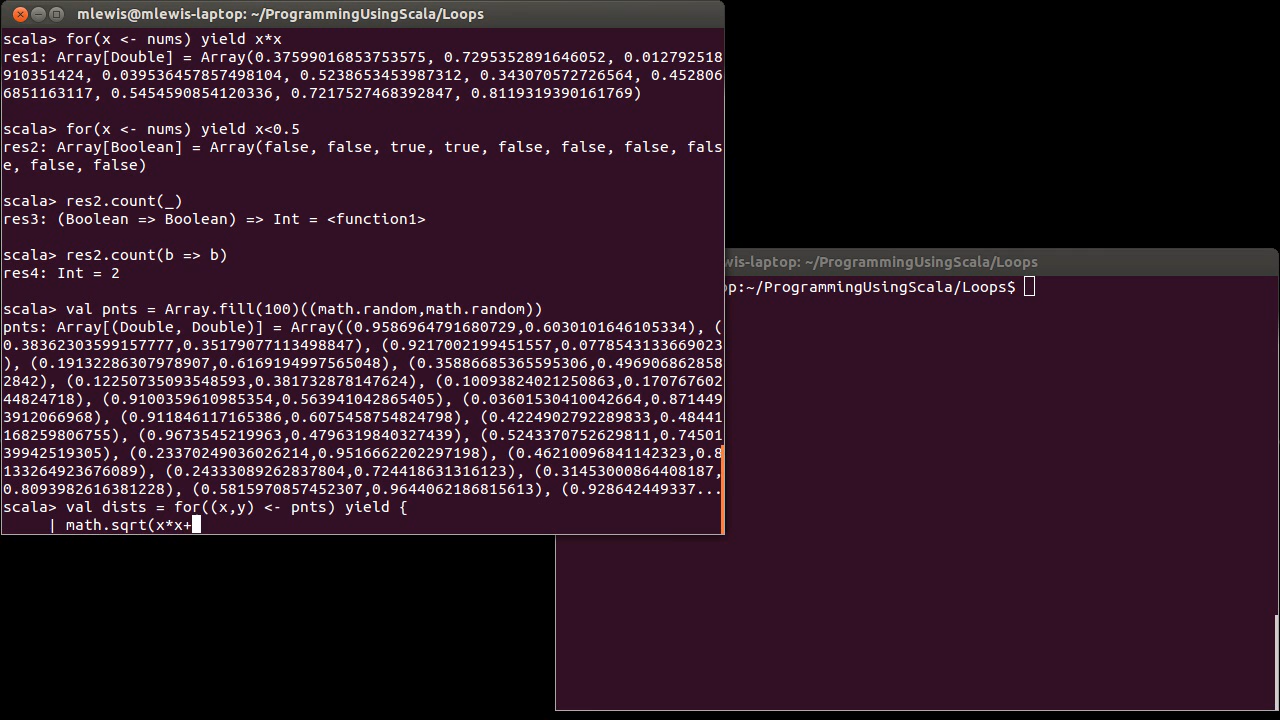 mlewis@mlewis-laptop: ~/ProgrammingUsingScala/Loops
scala> for(x <- nums) yield x*x
res1: Array[Double] = Array(0.37599016853753575, 0.7295352891646052, 0.012792518
910351424, 0.039536457857498104, 0.5238653453987312, 0.343070572726564, 0.452806
6851163117, 0.5454590854120336, 0.7217527468392847, 0.8119319390161769)
scala> for(x <- nums) yield x<0.5
res2: Array[Boolean] = Array(false, false, true, true, false, false, false, fals
e, false, false)
scala> res2.count(_)
res3: (Boolean => Boolean) => Int = <function1>
scala> res2.count(b => b)
res4: Int = 2
scala> val pnts = Array.fill(100)((math.random,math.random))
pnts: Array[(Double, Double)] = Array((0.9586964791680729,0.6030101646105334), (
0.38362303599157777,0.35179077113498847), (0.9217002199451557,0.0778543133669023
), (0.19132286307978907,0.6169194997565048), (0.35886685365595306,0.496906862858
2842), (0.12250735093548593,0.381732878147624), (0.10093824021250863,0.170767602
44824718), (0.9100359610985354,0.563941042865405), (0.03601530410042664,0.871449
3912066968), (0.911846117165386,0.6075458754824798), (0.4224902792289833,0.48441
168259806755), (0.9673545219963,0.4796319840327439), (0.5243370752629811,0.74501
39942519305), (0.23370249036026214,0.9516662202297198), (0.46210096841142323,0.8
133264923676089), (0.24333089262837804,0.724418631316123), (0.31453000864408187,
0.8093982616381228), (0.5815970857452307,0.9644062186815613), (0.928642449337...
scala> val dists = for((x,y) <- pnts) yield {
| math.sqrt(x*x+
wis-laptop: ~/ProgrammingUsingScala/Loops
op:~/ProgrammingUsingScala/Loops$